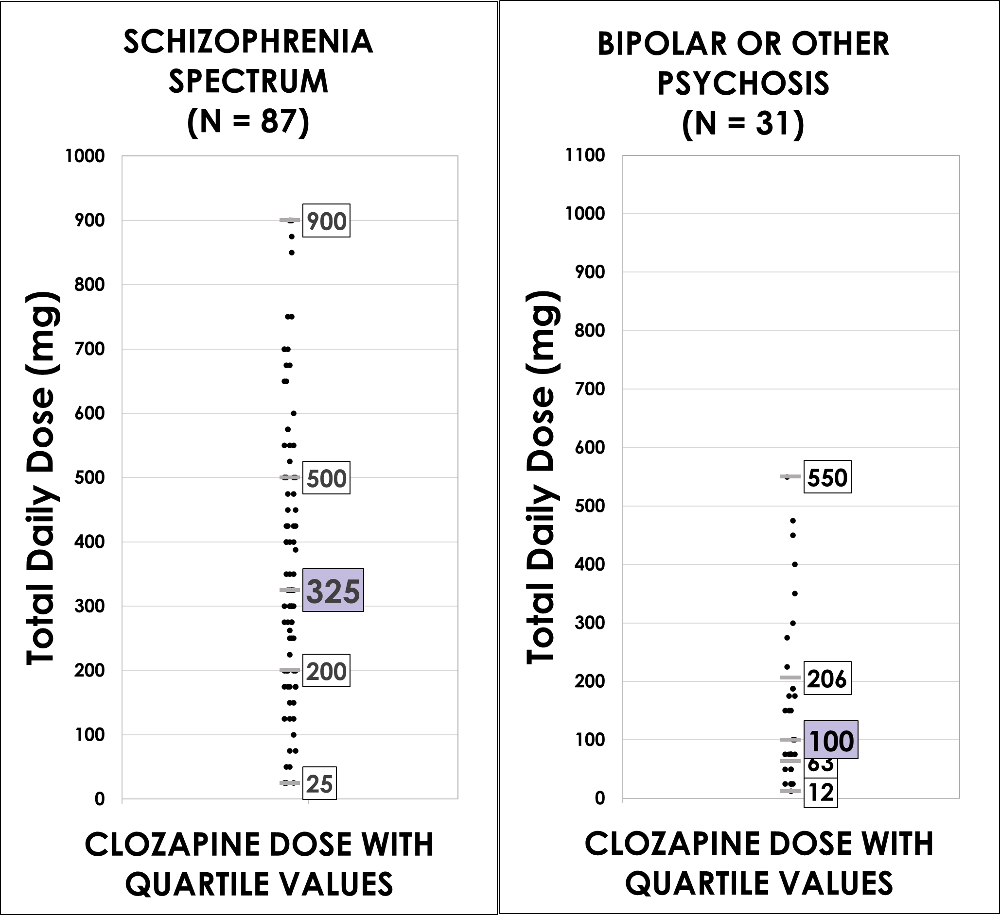 SCHIZOPHRENIA
SPECTRUM
(N = 87)
Total Daily Dose (mg)
1000
900
800
700
600
500
400
300
200
100
0
900
500
325
200
25
CLOZAPINE DOSE WITH
QUARTILE VALUES
BIPOLAR OR OTHER
PSYCHOSIS
(N = 31)
Total Daily Dose (mg)
1100
1000
900
800
700
600
500
400
300
200
100
0
550
206
100
63
12
CLOZAPINE DOSE WITH
QUARTILE VALUES